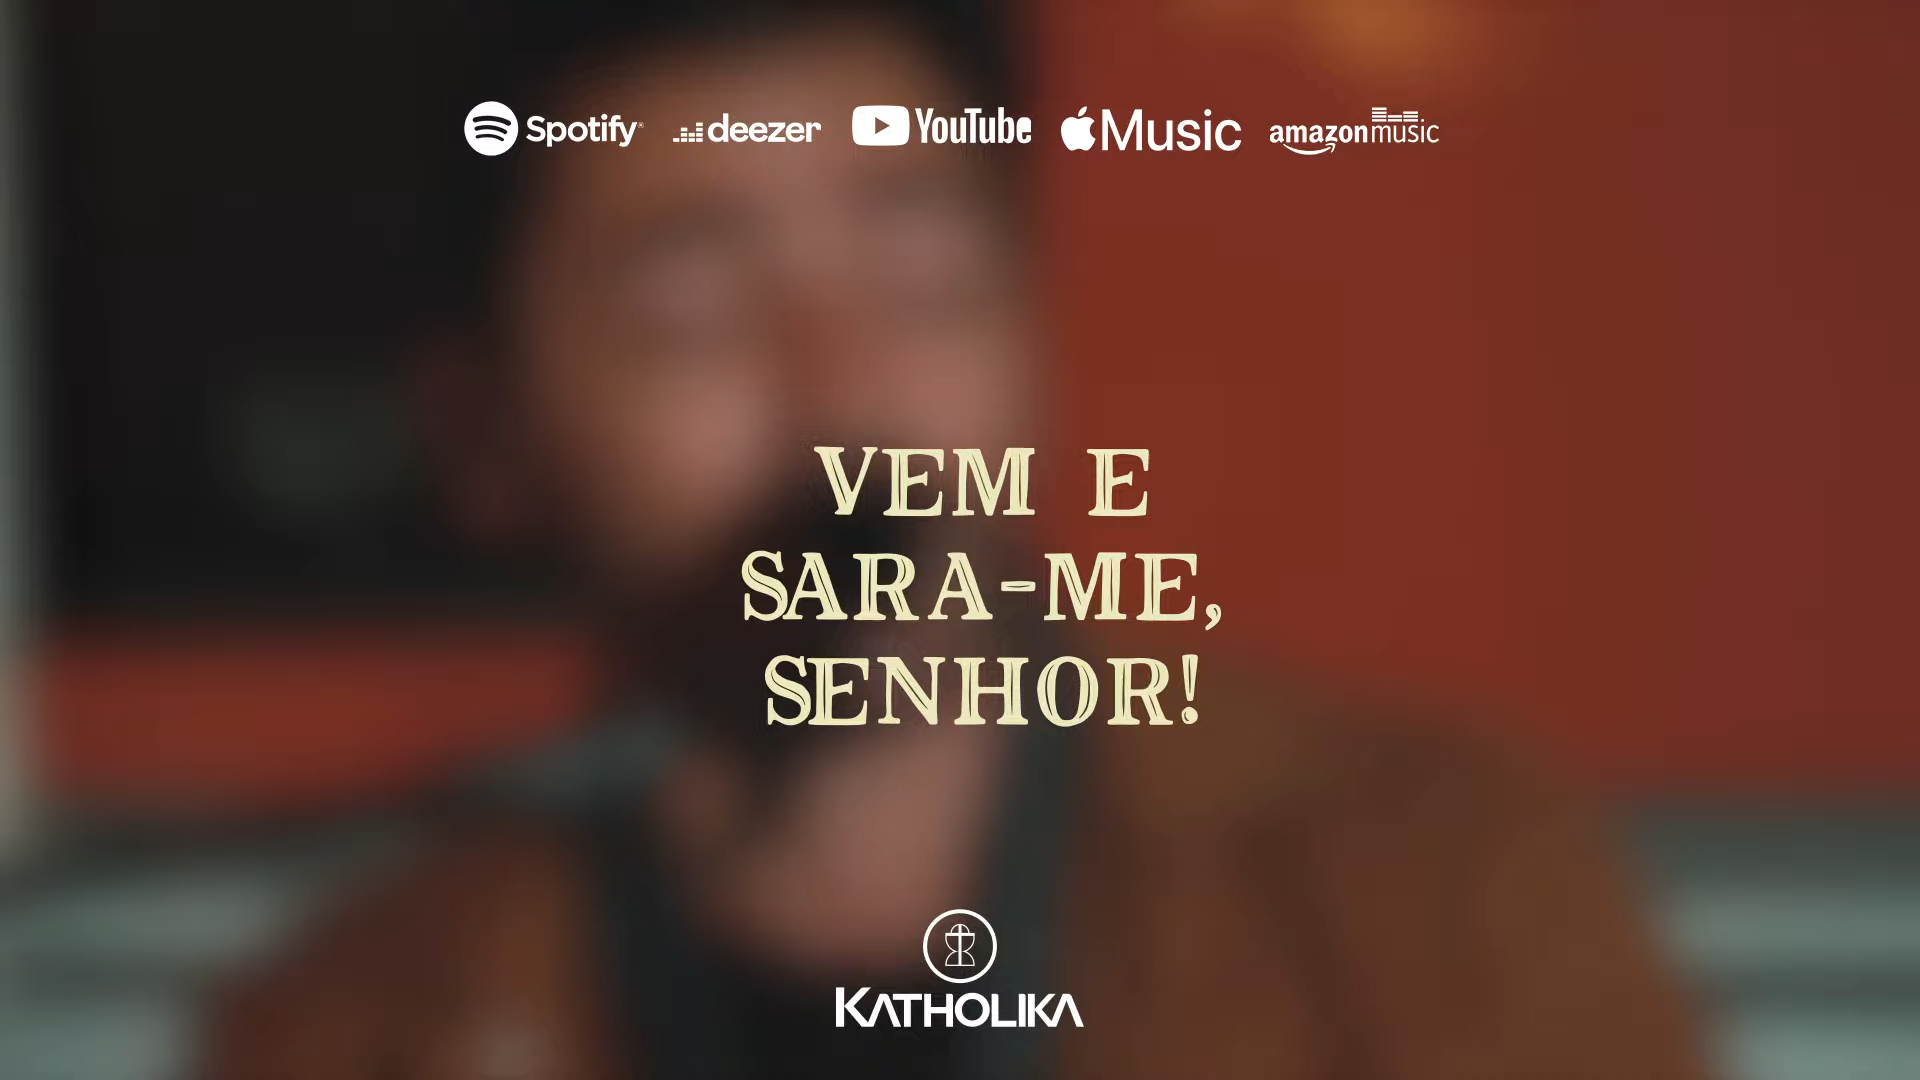 Spotify deezer YouTube Music amazon music
VEM E
SARA-ME,
SENHOR!
KATHOLIKA